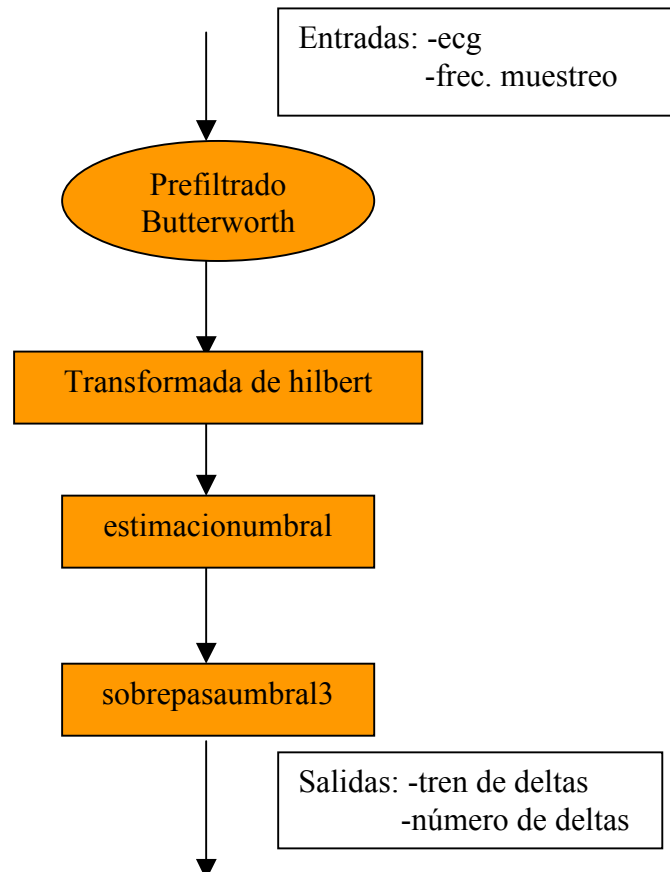 Entradas: -ecg
-frec. muestreo
Prefiltrado
Butterworth
Transformada de hilbert
estimacionumbral
sobrepasaumbral3
Salidas: -tren de deltas
-número de deltas